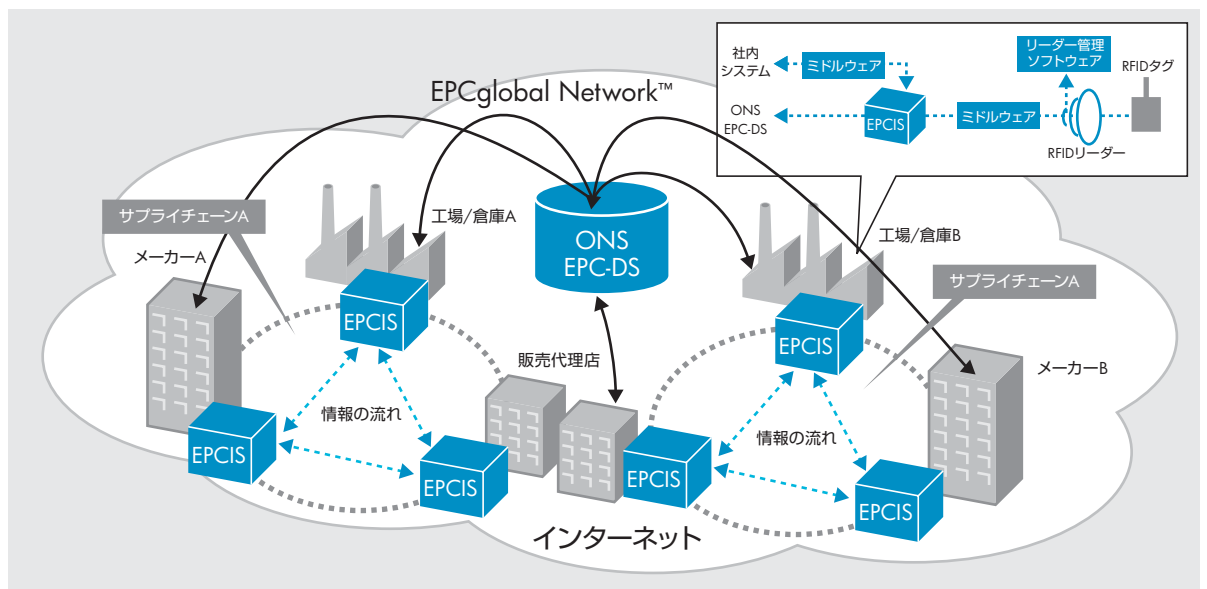 EPCglobal Network™
社内
システム
ミドルウェア
リーダー管理
ソフトウェア
RFIDタグ
ONS
EPC-DS
EPCIS
ミドルウェア
RFIDリーダー
サプライチェーンA
メーカーA
工場/倉庫A
ONS
EPC-DS
工場/倉庫B
サプライチェーンA
EPCIS
EPCIS
販売代理店
メーカーB
情報の流れ
情報の流れ
EPCIS
EPCIS
EPCIS
EPCIS
インターネット